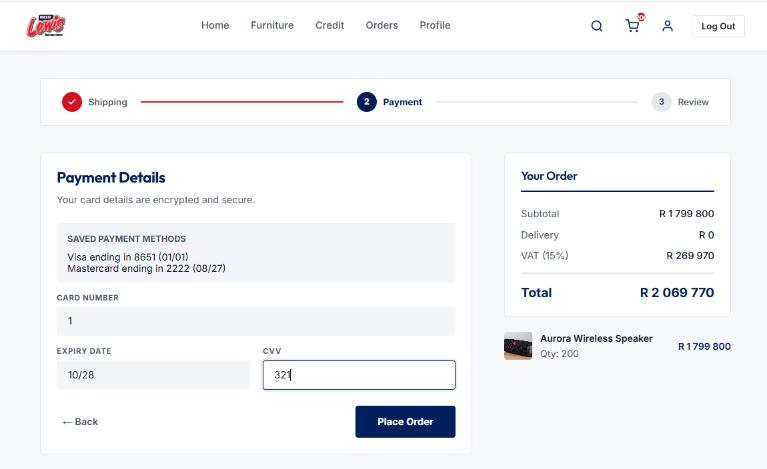 Lewis
Home Furniture Credit Orders Profile
Log Out
Shipping
2 Payment
3 Review
Payment Details
Your card details are encrypted and secure.
SAVED PAYMENT METHODS
Visa ending in 8651 (01/01)
Mastercard ending in 2222 (08/27)
CARD NUMBER
1
EXPIRY DATE CVV
10/28 321
← Back Place Order
Your Order
Subtotal R 1 799 800
Delivery R 0
VAT (15%) R 269 970
Total R 2 069 770
Aurora Wireless Speaker R 1 799 800
Qty: 200